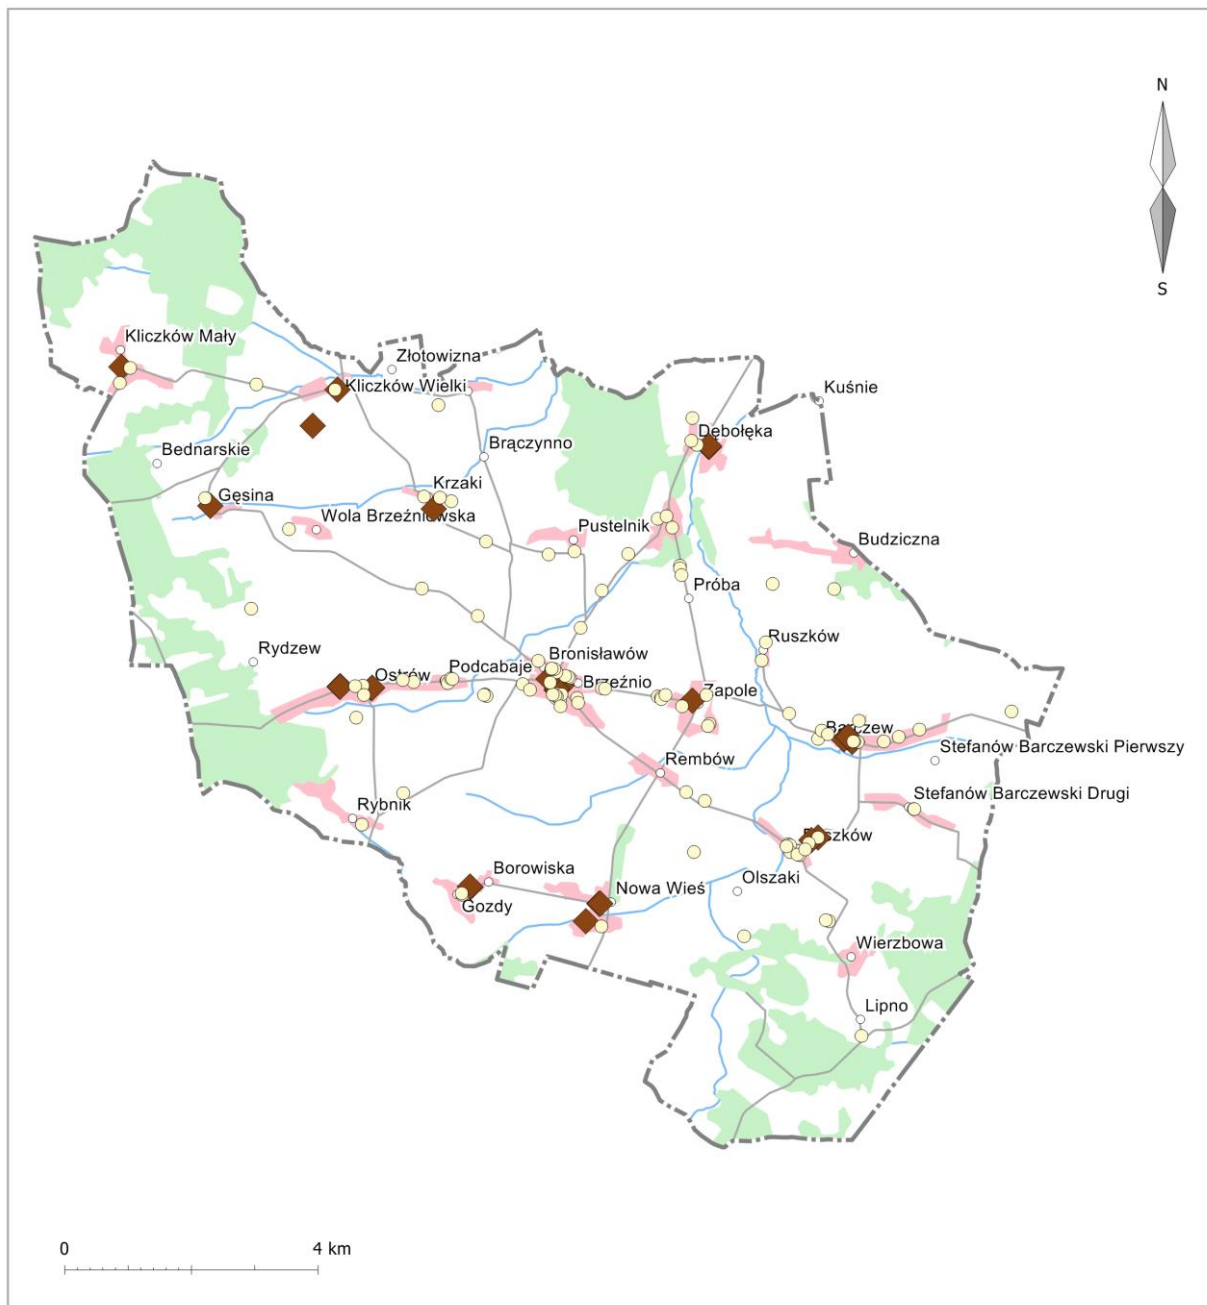 N
S
Kliczków Mały
Złotowizna
Kliczków Wielki
Kuśnie
Dębołęka
Bednarskie
Brączynno
Krzaki
Gęsina
Wola Brzeźniowska
Pustelnik
Budziczna
Próba
Ruszków
Rydzew
Bronisławów
Podcabaje
Ostrów
Brzeźnio
Zapole
Barczew
Stefanów Barczewski Pierwszy
Rembów
Stefanów Barczewski Drugi
Rybnik
Borowiska
Nowa Wieś
Olszaki
Gozdy
Wierzbowa
Lipno
0
4 km